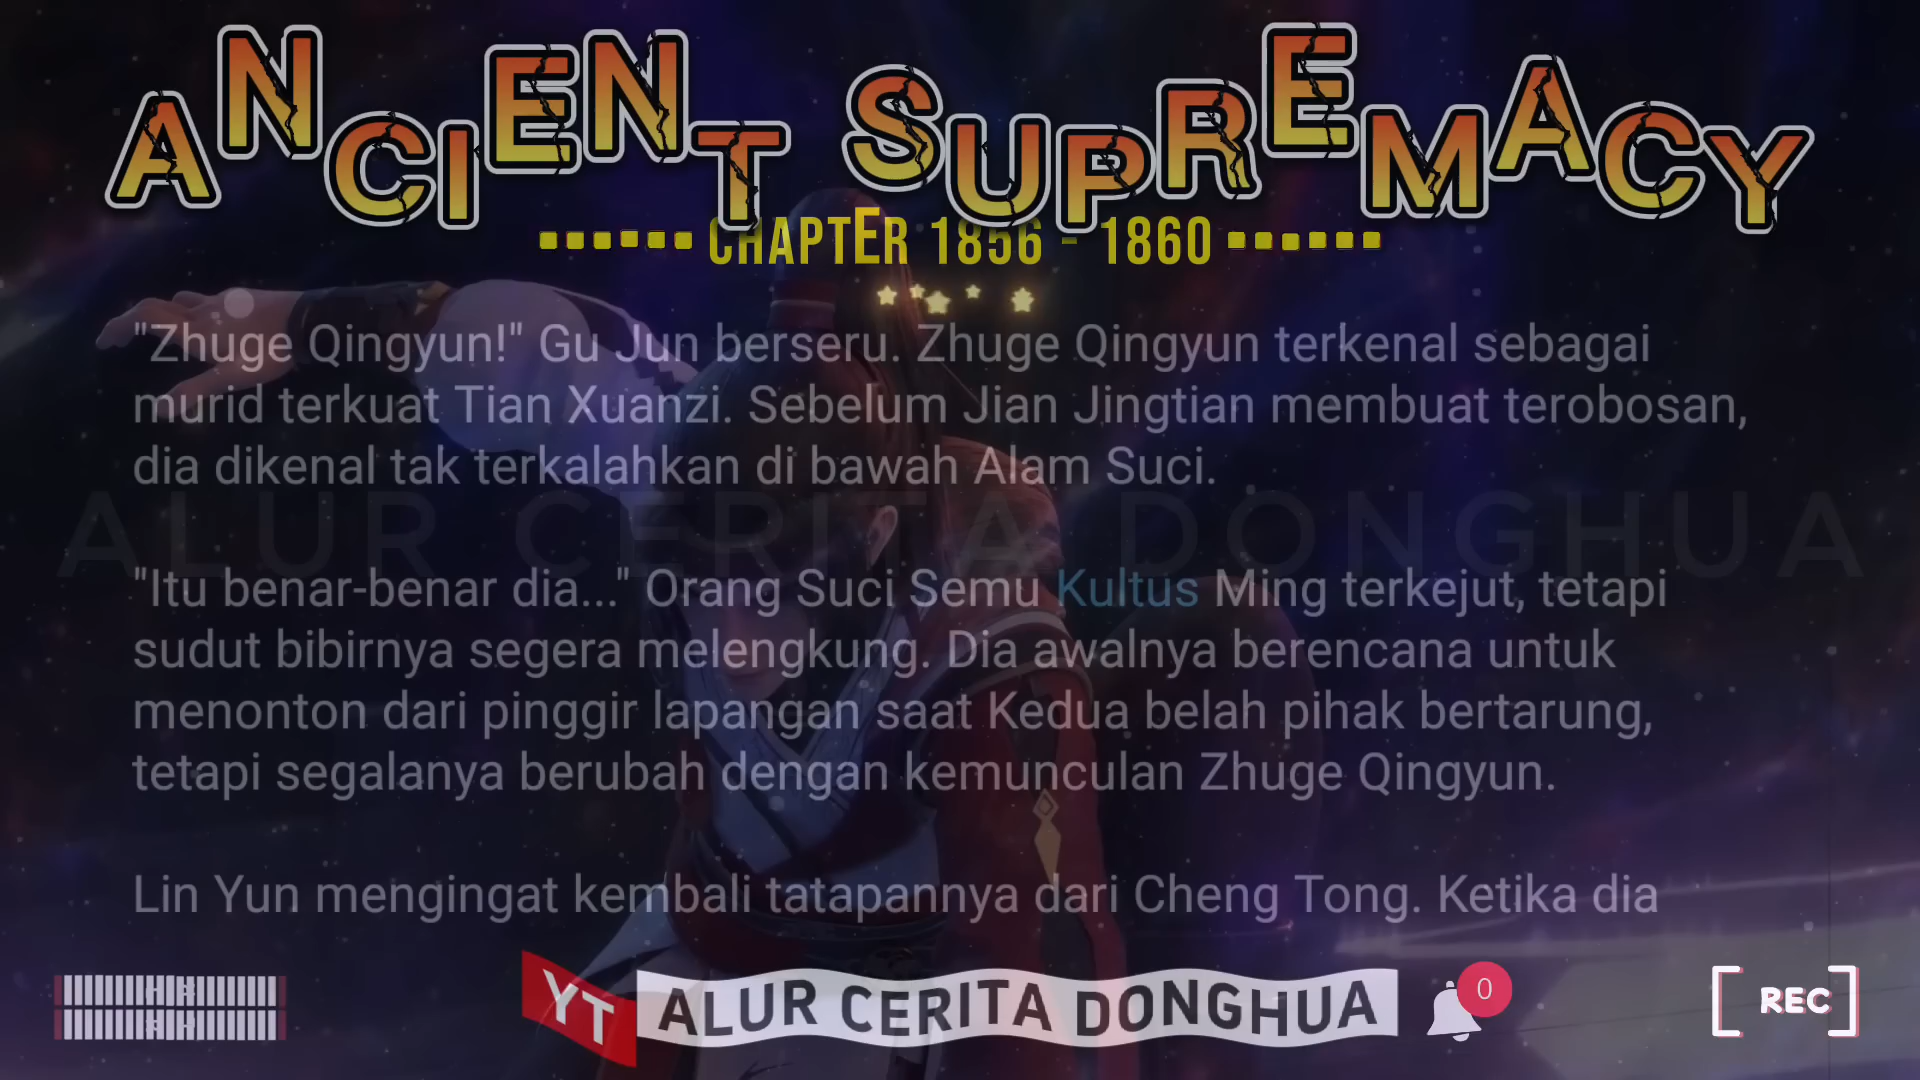 ANCIENT SUPREMACY
CHAPTER 1856 - 1860
"Zhuge Qingyun!" Gu Jun berseru. Zhuge Qingyun terkenal sebagai
murid terkuat Tian Xuanzi. Sebelum Jian Jingtian membuat terobosan,
dia dikenal tak terkalahkan di bawah Alam Suci.
ALUR CERITA DONGHUA
"Itu benar-benar dia..." Orang Suci Semu Kultus Ming terkejut, tetapi
sudut bibirnya segera melengkung. Dia awalnya berencana untuk
menonton dari pinggir lapangan saat Kedua belah pihak bertarung,
tetapi segalanya berubah dengan kemunculan Zhuge Qingyun.
Lin Yun mengingat kembali tatapannya dari Cheng Tong. Ketika dia
YT ALUR CERITA DONGHUA
0
REC